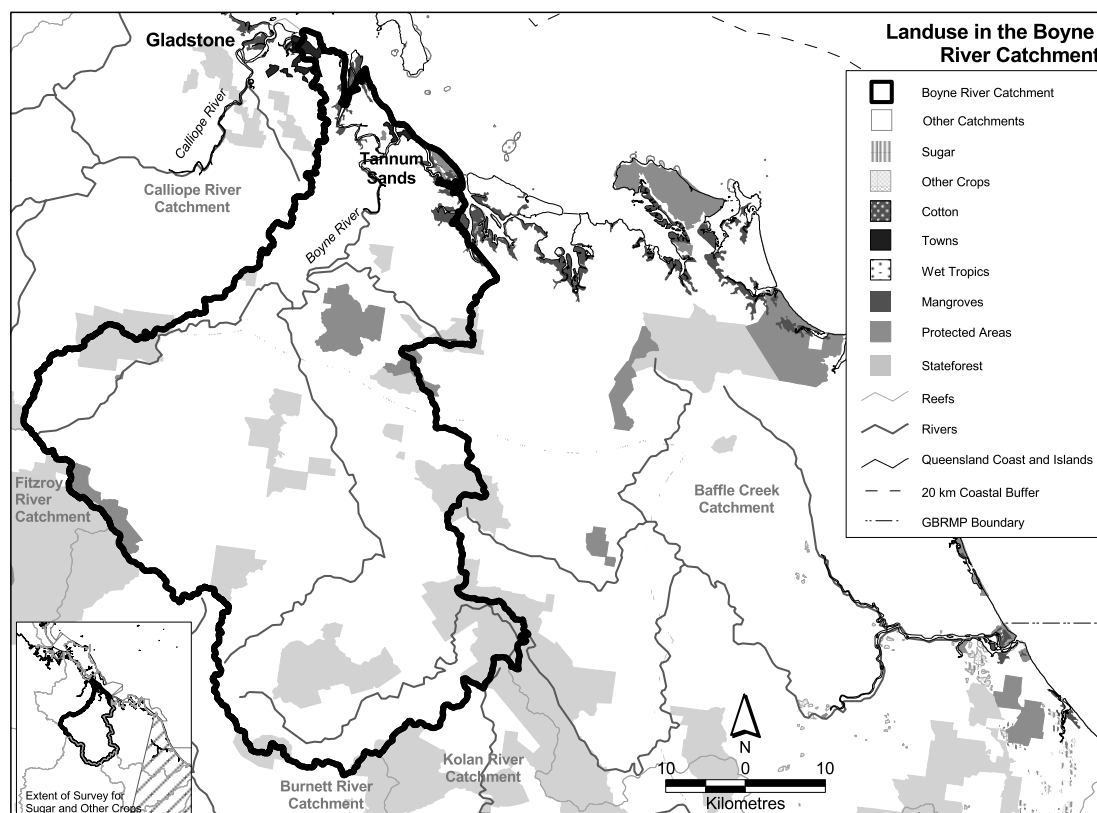 Landuse in the Boyne
River Catchment
Boyne River Catchment
Other Catchments
Sugar
Other Crops
Cotton
Towns
Wet Tropics
Mangroves
Protected Areas
Stateforest
Reefs
Rivers
Queensland Coast and Islands
20 km Coastal Buffer
GBRMP Boundary
Gladstone
Calliope River
Calliope River
Catchment
Tannum
Sands
Boyne River
Fitzroy
River
Catchment
Baffle Creek
Catchment
Kolan River
Catchment
Burnett River
Catchment
N
10 0 10
Kilometres
Extent of Survey for
Sugar and Other Crops